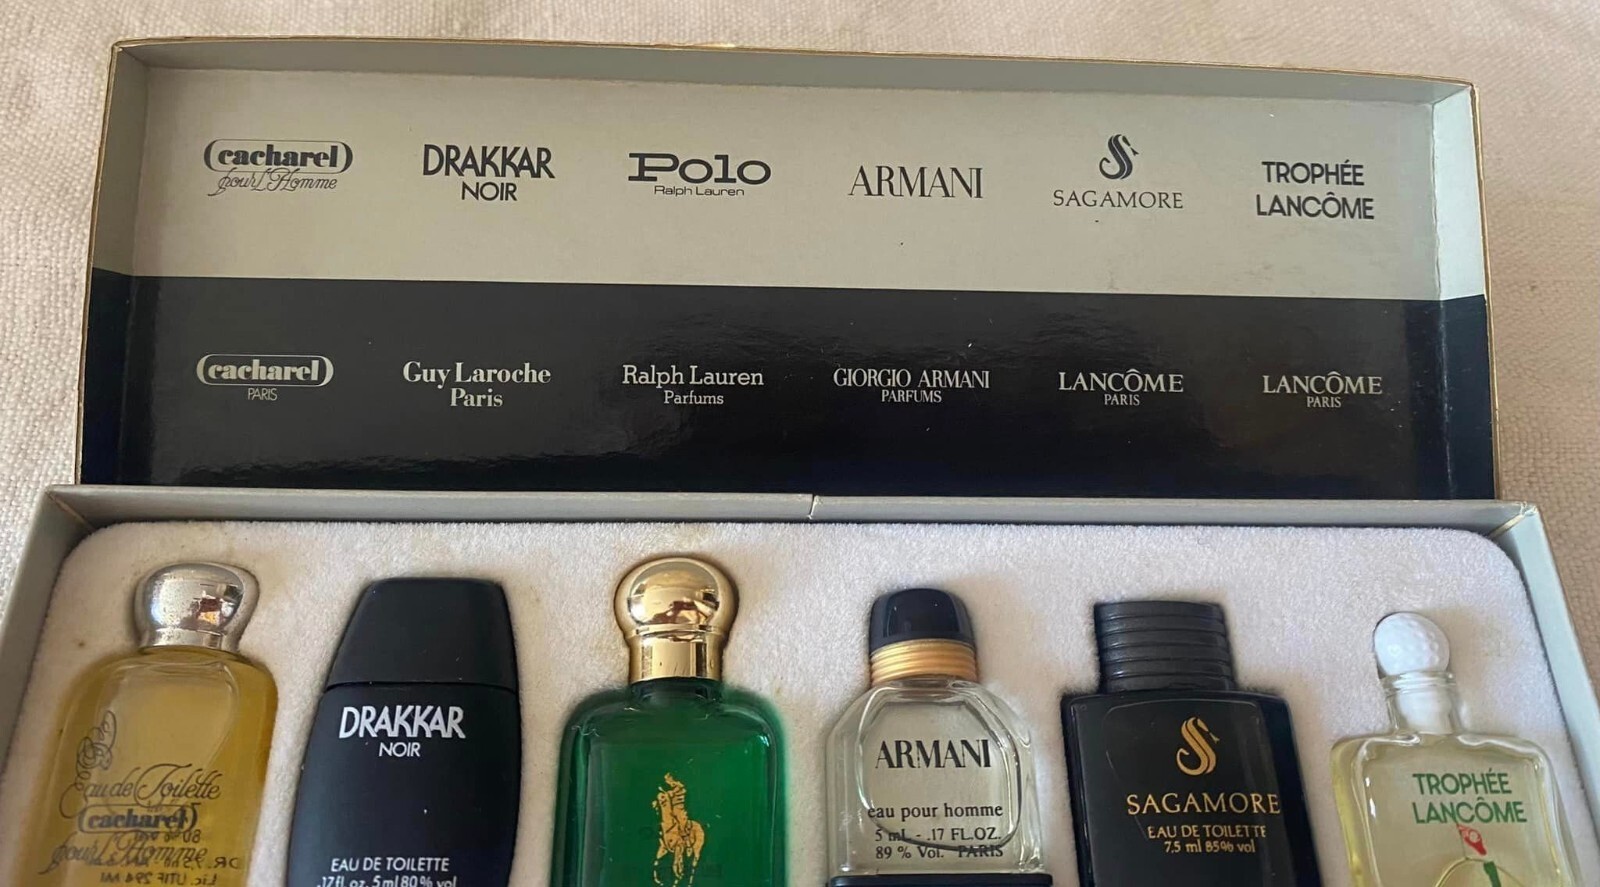 cacharel
pour l'Homme
DRAKKAR
NOIR
Polo
Ralph Lauren
ARMANI
S
SAGAMORE
TROPHÉE
LANCÔME
cacharel
PARIS
Guy Laroche
Paris
Ralph Lauren
Parfums
GIORGIO ARMANI
PARFUMS
LANCÔME
PARIS
LANCÔME
PARIS
Eau de Toilette
cacharel
pour l'Homme
DRAKKAR
NOIR
EAU DE TOILETTE
.17 fl. oz. 5 ml 80% vol
ARMANI
eau pour homme
5 mL - .17 FL.OZ.
89 % Vol. PARIS
S
SAGAMORE
EAU DE TOILETTE
7,5 ml 85% vol
TROPHÉE
LANCÔME